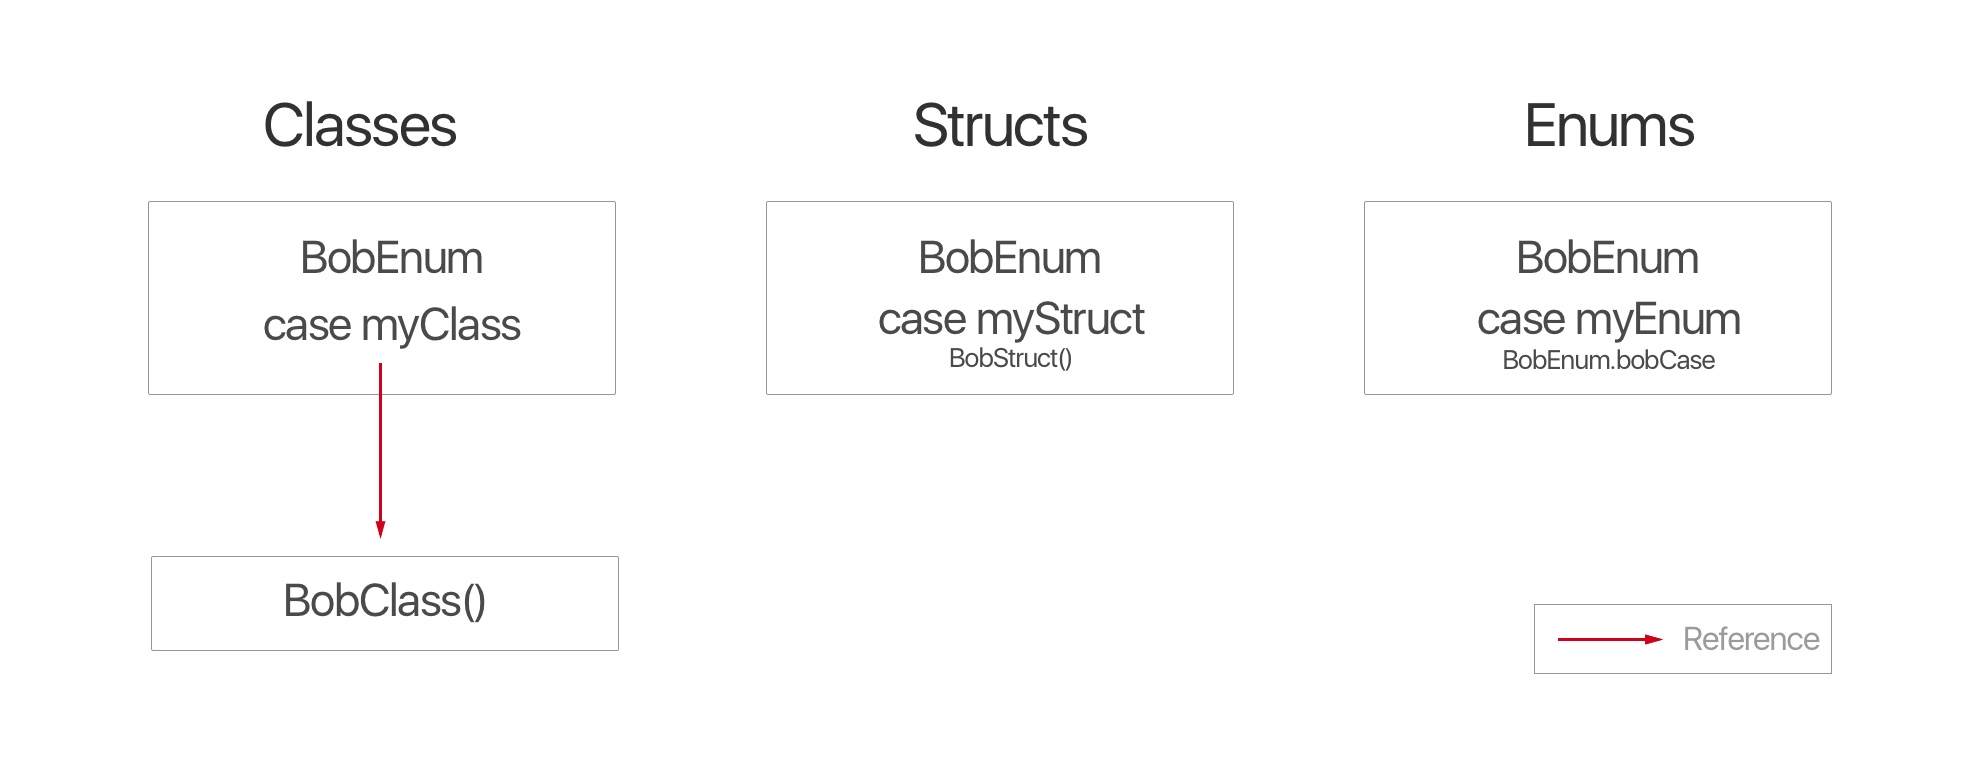 Classes
BobEnum
case myClass
BobClass()
Structs
BobEnum
case myStruct
BobStruct()
Enums
BobEnum
case myEnum
BobEnum.bobCase
Reference